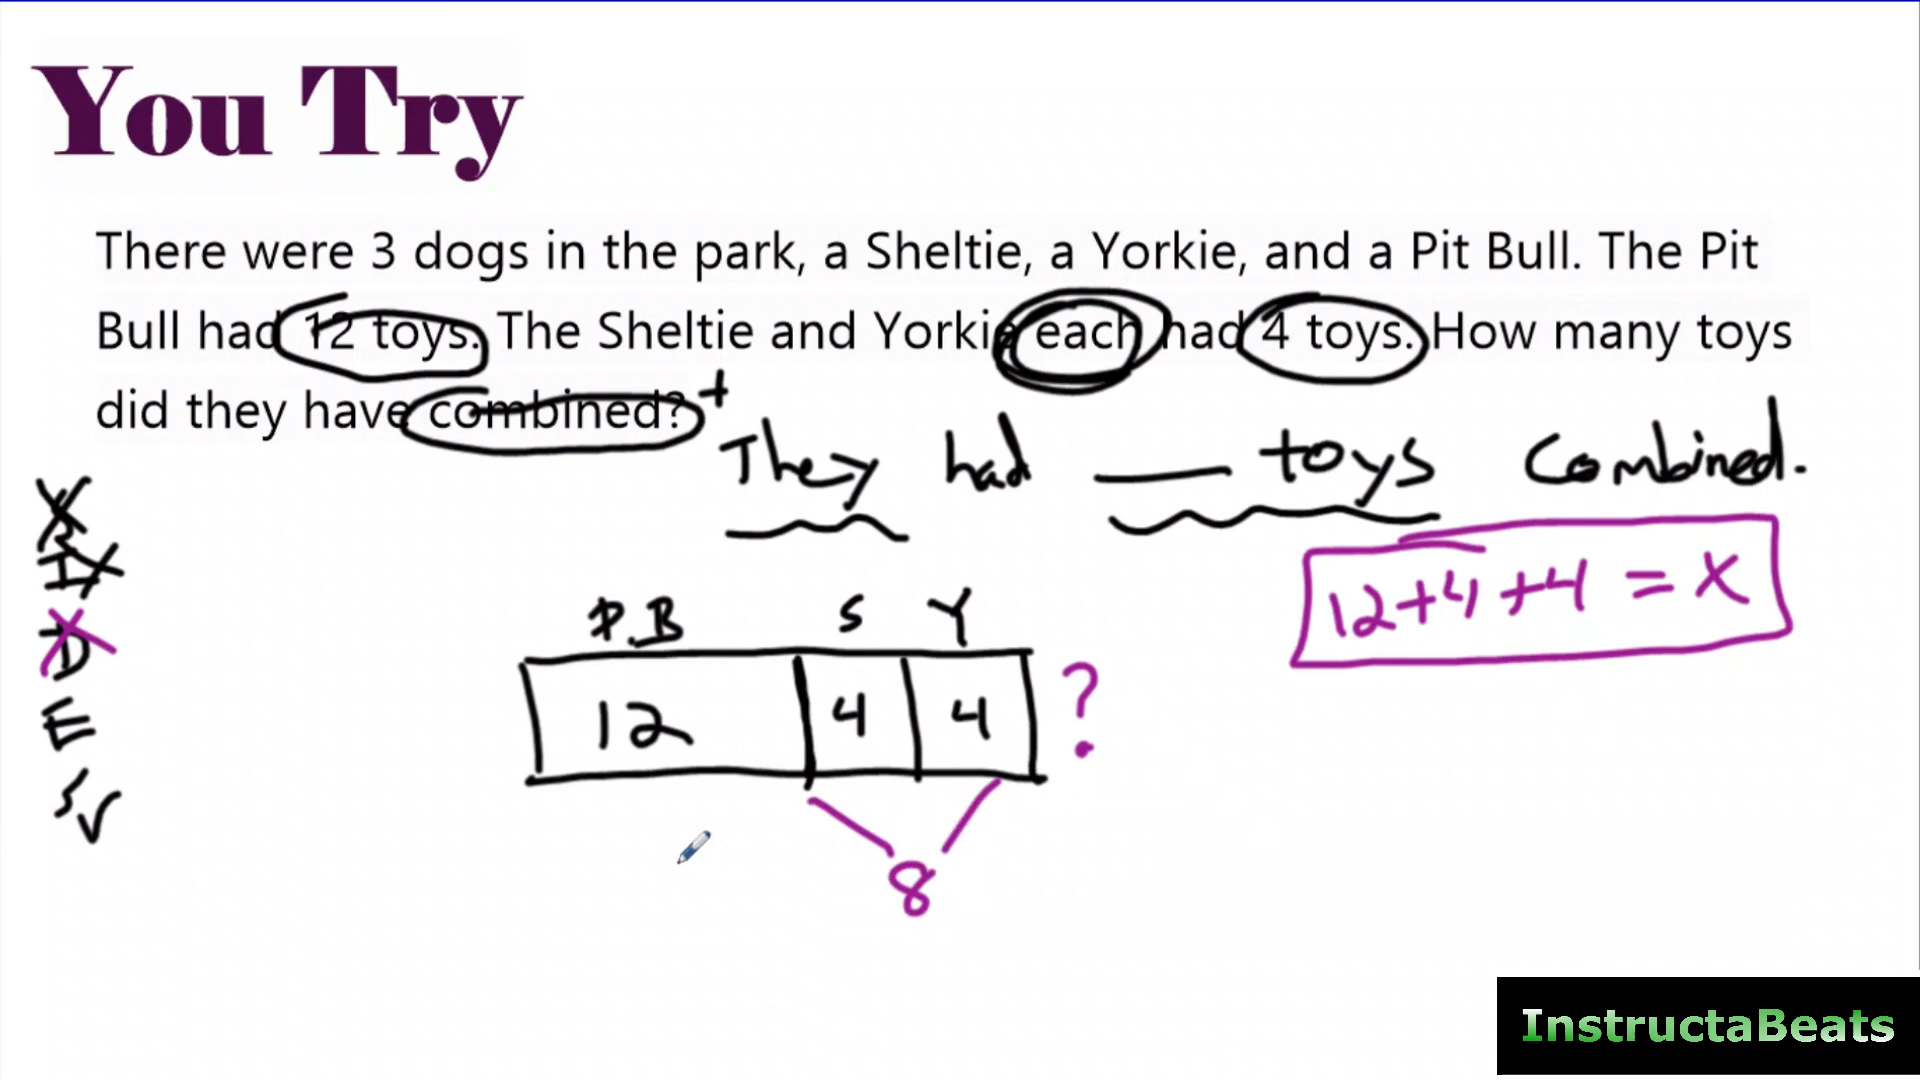 You Try
There were 3 dogs in the park, a Sheltie, a Yorkie, and a Pit Bull. The Pit
Bull had 12 toys. The Sheltie and Yorkie each had 4 toys. How many toys
did they have combined? +
They had ___ toys combined.
12+4+4 = x
P.B S Y
12 4 4 ?
D
E
S
8
InstructaBeats